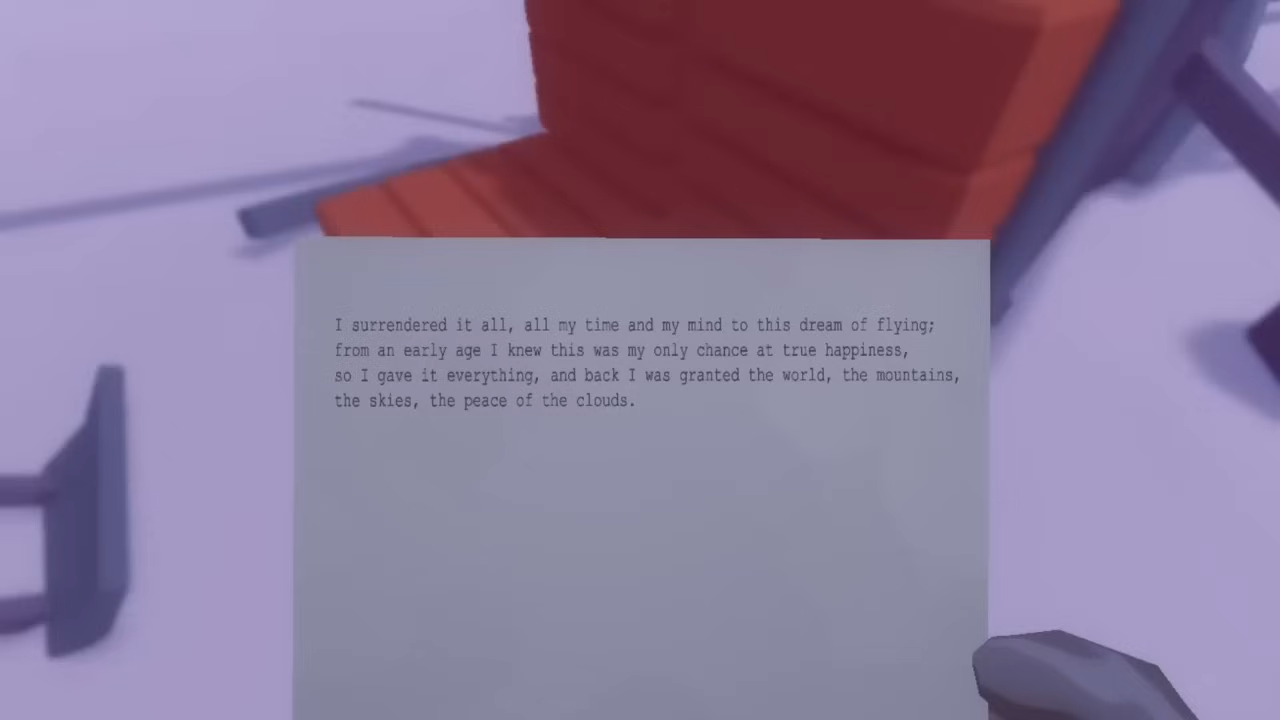 I surrendered it all, all my time and my mind to this dream of flying;
from an early age I knew this was my only chance at true happiness,
so I gave it everything, and back I was granted the world, the mountains,
the skies, the peace of the clouds.